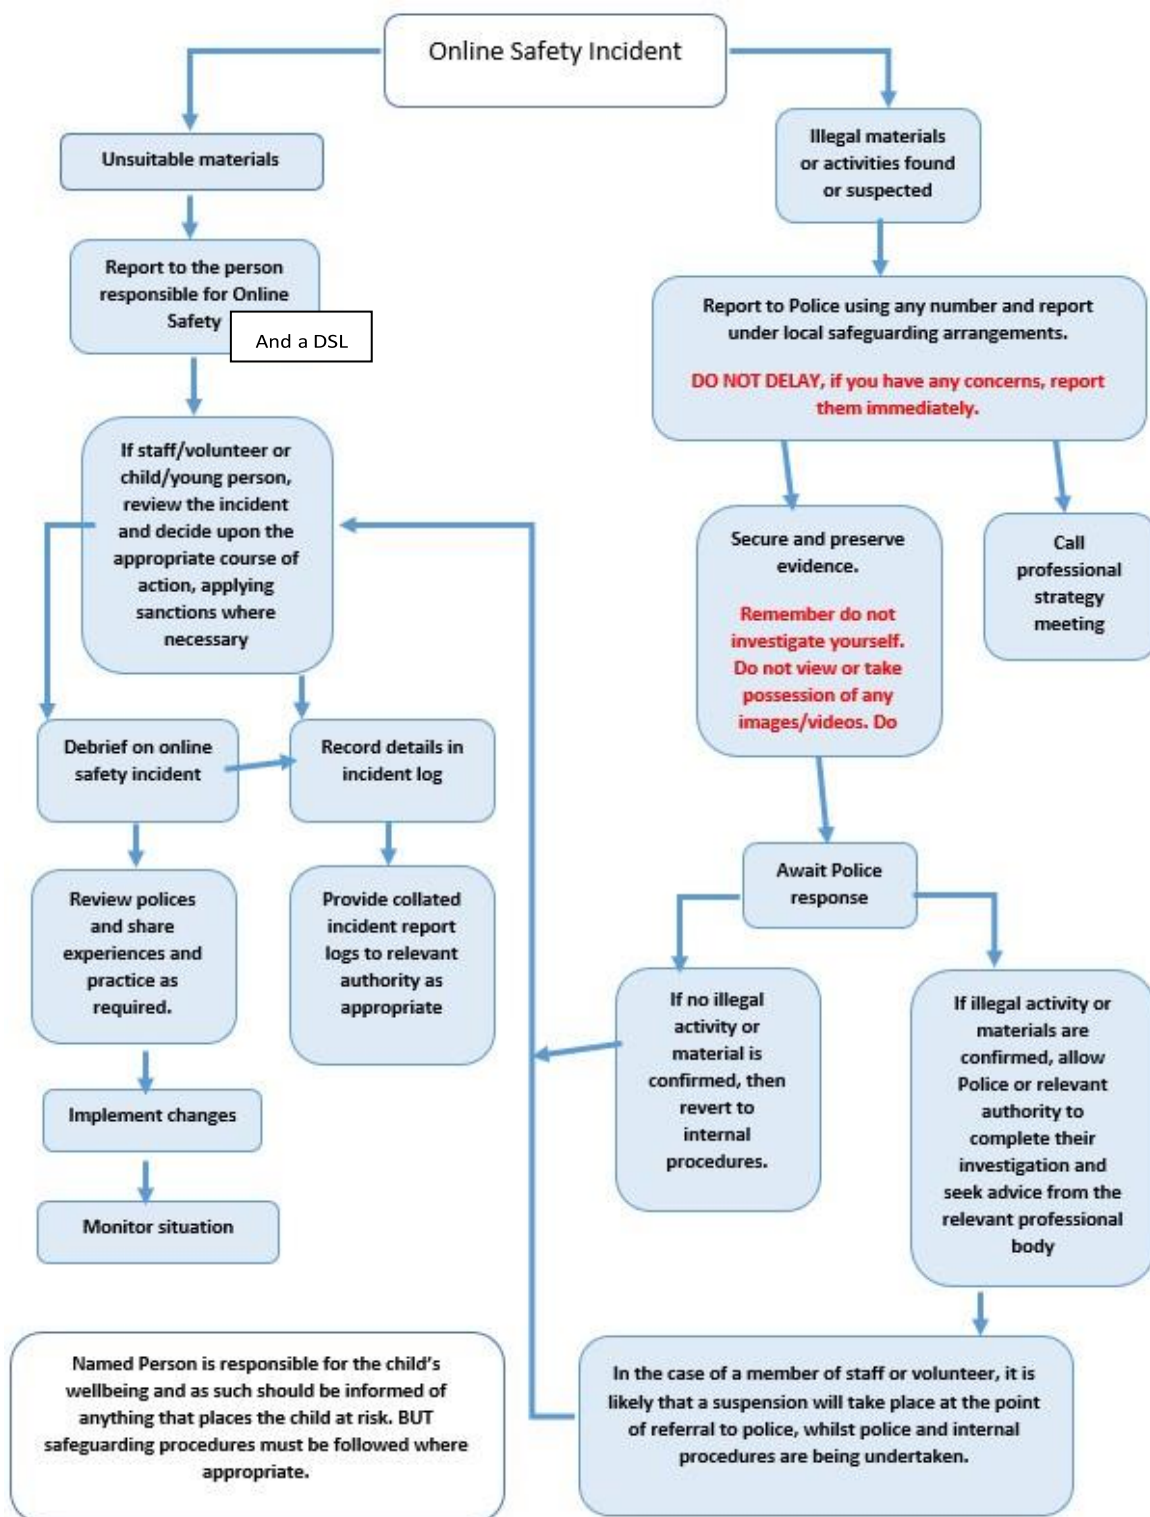 Online Safety Incident
Unsuitable materials
Report to the person
responsible for Online
Safety
And a DSL
If staff/volunteer or
child/young person,
review the incident
and decide upon the
appropriate course of
action, applying
sanctions where
necessary
Debrief on online
safety incident
Record details in
incident log
Review polices
and share
experiences and
practice as
required.
Provide collated
incident report
logs to relevant
authority as
appropriate
Implement changes
Monitor situation
Illegal materials
or activities found
or suspected
Report to Police using any number and report
under local safeguarding arrangements.
DO NOT DELAY, if you have any concerns, report
them immediately.
Secure and preserve
evidence.
Remember do not
investigate yourself.
Do not view or take
possession of any
images/videos. Do
Call
professional
strategy
meeting
Await Police
response
If no illegal
activity or
material is
confirmed, then
revert to
internal
procedures.
If illegal activity or
materials are
confirmed, allow
Police or relevant
authority to
complete their
investigation and
seek advice from the
relevant professional
body
In the case of a member of staff or volunteer, it is
likely that a suspension will take place at the point
of referral to police, whilst police and internal
procedures are being undertaken.
Named Person is responsible for the child's
wellbeing and as such should be informed of
anything that places the child at risk. BUT
safeguarding procedures must be followed where
appropriate.